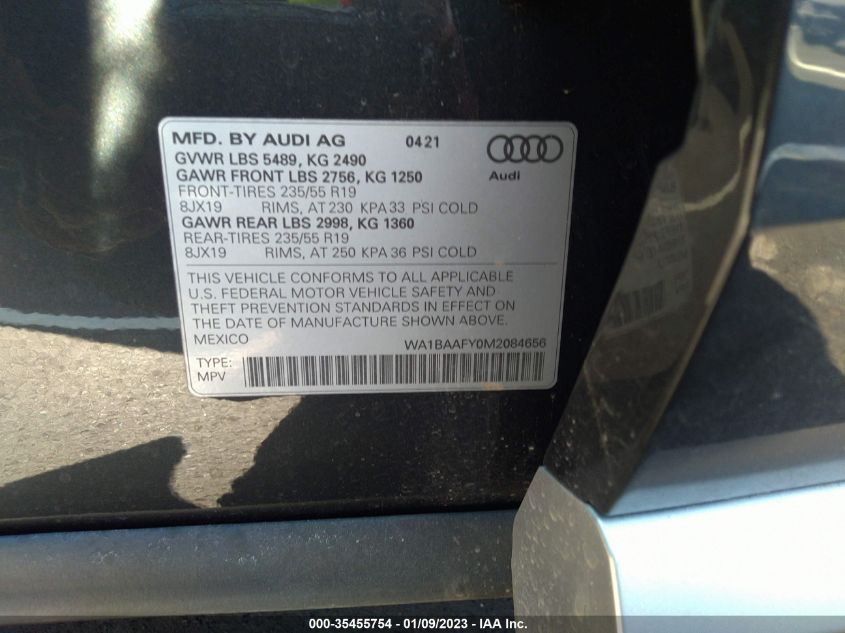 MFD. BY AUDI AG 0421
GVWR LBS 5489, KG 2490
GAWR FRONT LBS 2756, KG 1250
Audi
FRONT-TIRES 235/55 R19
8JX19 RIMS, AT 230 KPA 33 PSI COLD
GAWR REAR LBS 2998, KG 1360
REAR-TIRES 235/55 R19
8JX19 RIMS, AT 250 KPA 36 PSI COLD
THIS VEHICLE CONFORMS TO ALL APPLICABLE
U.S. FEDERAL MOTOR VEHICLE SAFETY AND
THEFT PREVENTION STANDARDS IN EFFECT ON
THE DATE OF MANUFACTURE SHOWN ABOVE.
MEXICO WA1BAAFY0M2084656
TYPE:
MPV
000-35455754 - 01/09/2023 - IAA Inc.